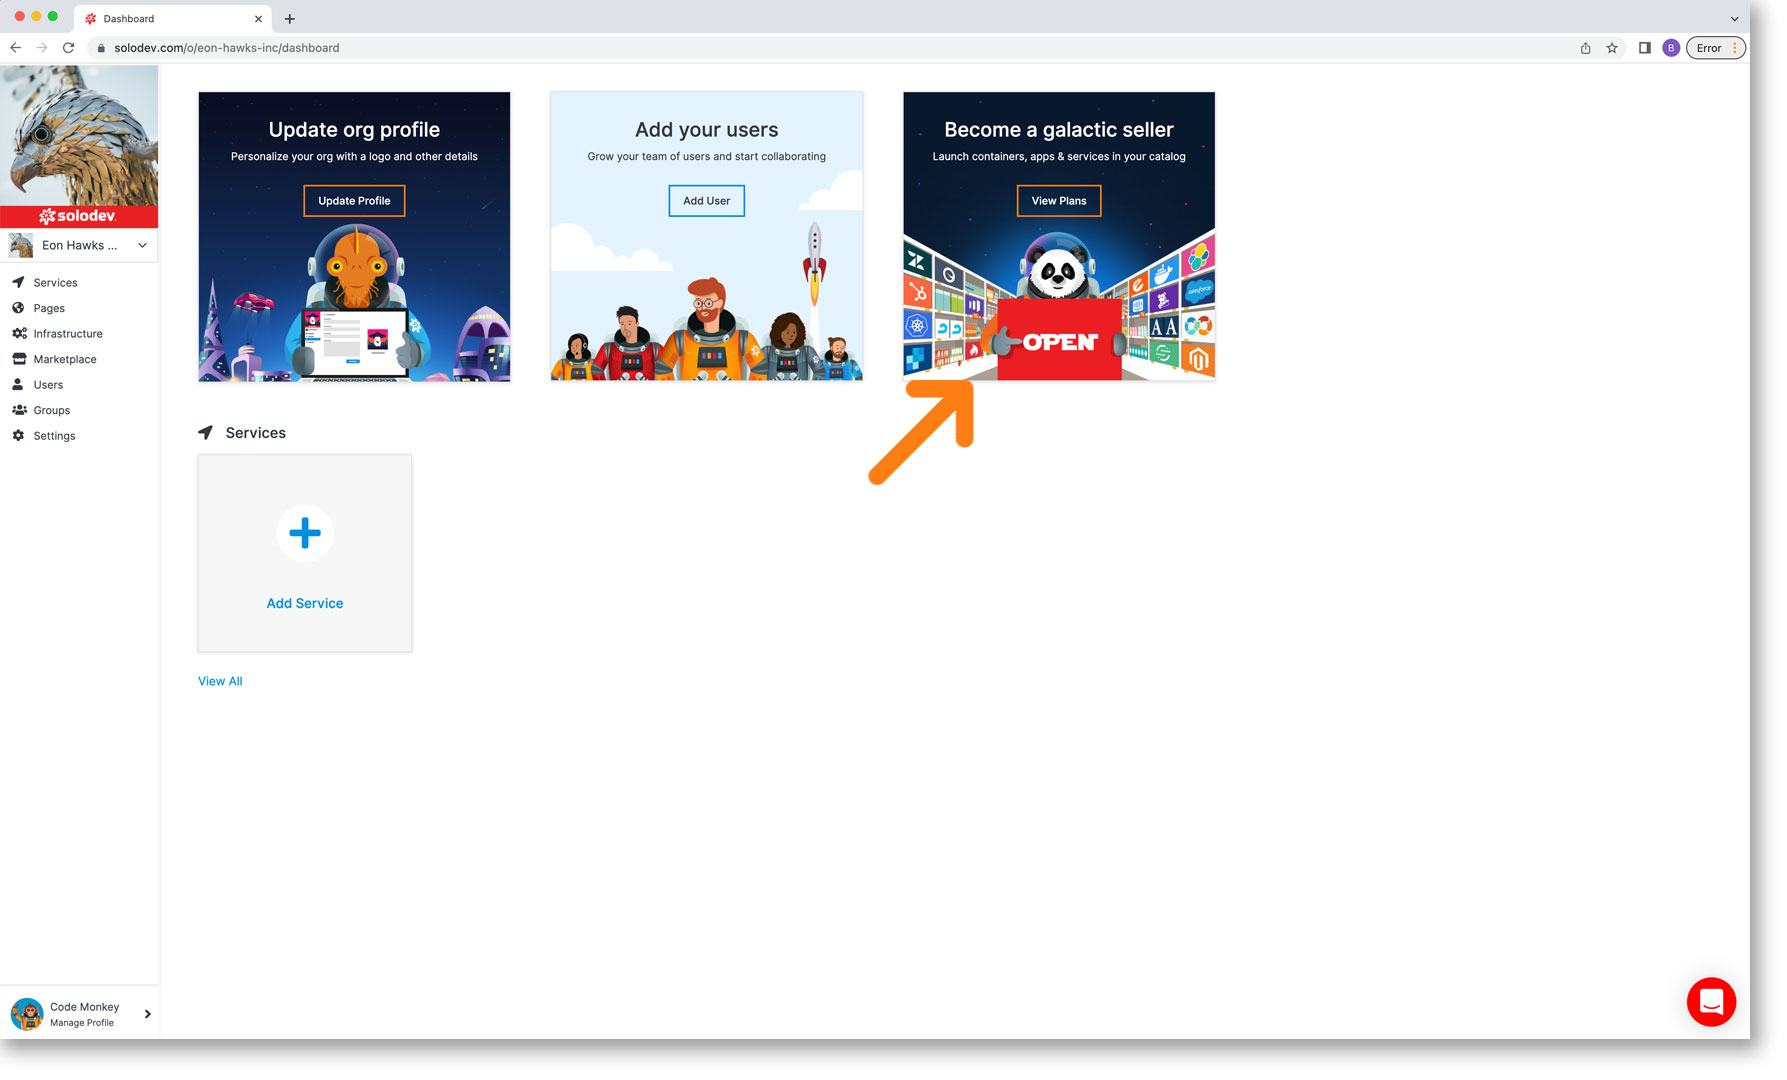 Dashboard
solodev.com/o/eon-hawks-inc/dashboard
B
Error
solodev.
Eon Hawks ...
Services
Pages
Infrastructure
Marketplace
Users
Groups
Settings
Update org profile
Personalize your org with a logo and other details
Update Profile
Add your users
Grow your team of users and start collaborating
Add User
Become a galactic seller
Launch containers, apps & services in your catalog
View Plans
salesforce
AA
OPEN
Services
Add Service
View All
Code Monkey
Manage Profile